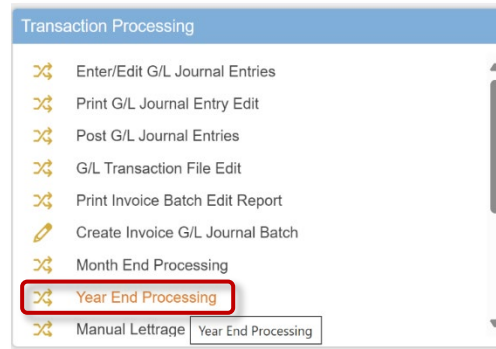 Transaction Processing
Enter/Edit G/L Journal Entries
Print G/L Journal Entry Edit
Post G/L Journal Entries
G/L Transaction File Edit
Print Invoice Batch Edit Report
Create Invoice G/L Journal Batch
Month End Processing
Year End Processing
Manual Lettrage
Year End Processing